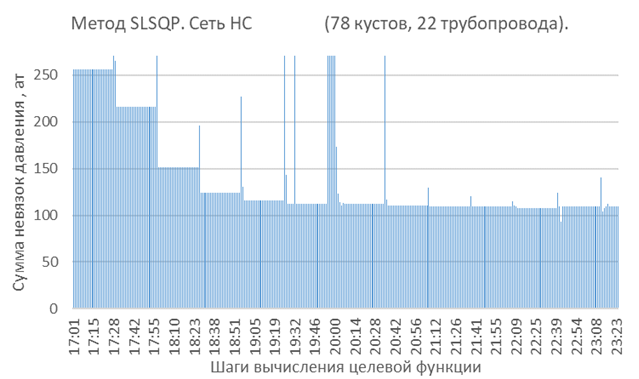 Метод SLSQP. Сеть НС (78 кустов, 22 трубопровода).
Сумма невязок давления , ат
250
200
150
100
50
0
17:01 17:15 17:28 17:42 17:55 18:10 18:23 18:38 18:51 19:05 19:19 19:32 19:46 20:00 20:14 20:28 20:42 20:56 21:12 21:26 21:41 21:55 22:09 22:25 22:39 22:54 23:08 23:23
Шаги вычисления целевой функции